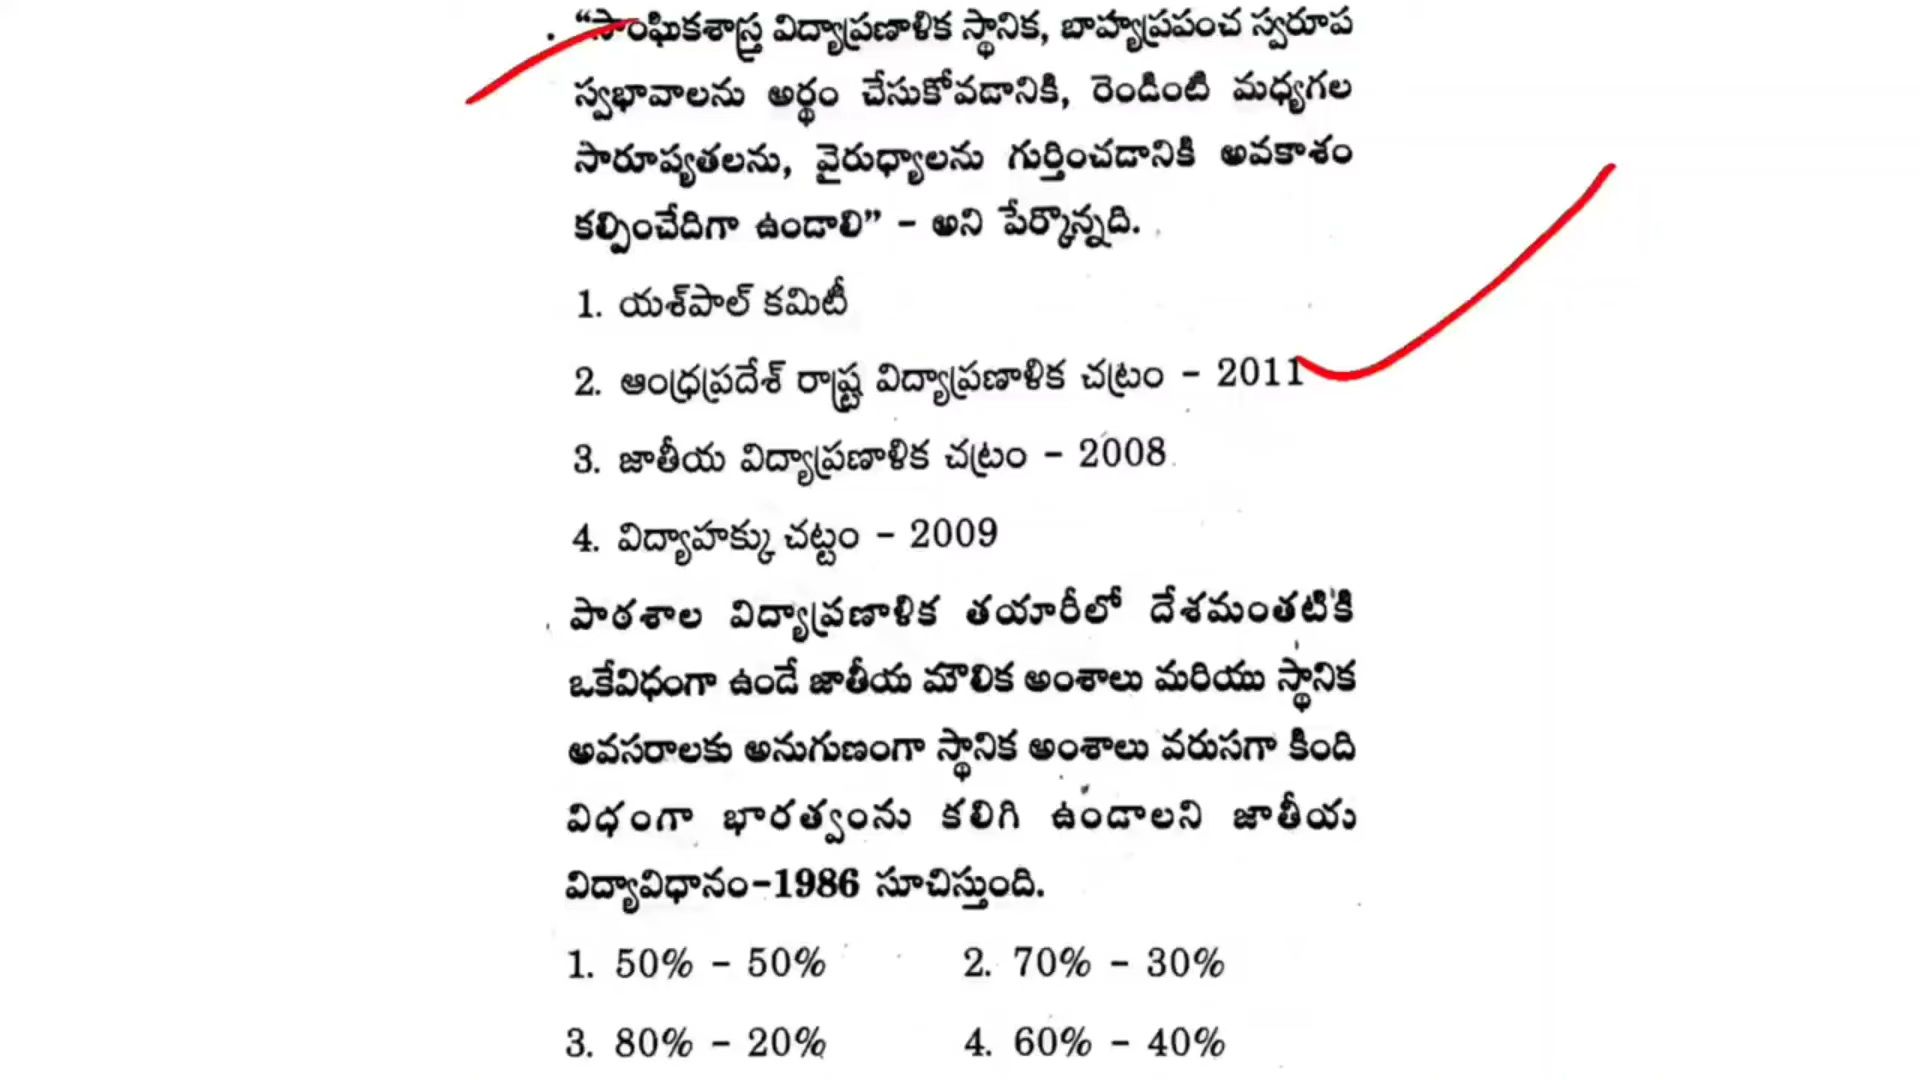 . “సాంఘికశాస్త్ర విద్యాప్రణాళిక స్థానిక, బాహ్యప్రపంచ స్వరూప
స్వభావాలను అర్థం చేసుకోవడానికి, రెండింటి మధ్యగల
సారూప్యతలను, వైరుధ్యాలను గుర్తించడానికి అవకాశం
కల్పించేదిగా ఉండాలి” - అని పేర్కొన్నది.
1. యశ్‌పాల్ కమిటీ
2. ఆంధ్రప్రదేశ్ రాష్ట్ర విద్యాప్రణాళిక చట్రం - 2011
3. జాతీయ విద్యాప్రణాళిక చట్రం - 2008
4. విద్యాహక్కు చట్టం - 2009
పాఠశాల విద్యాప్రణాళిక తయారీలో దేశమంతటికి
ఒకేవిధంగా ఉండే జాతీయ మౌలిక అంశాలు మరియు స్థానిక
అవసరాలకు అనుగుణంగా స్థానిక అంశాలు వరుసగా కింది
విధంగా భారత్వంను కలిగి ఉండాలని జాతీయ
విద్యావిధానం-1986 సూచిస్తుంది.
1. 50% - 50% 2. 70% - 30%
3. 80% - 20% 4. 60% - 40%